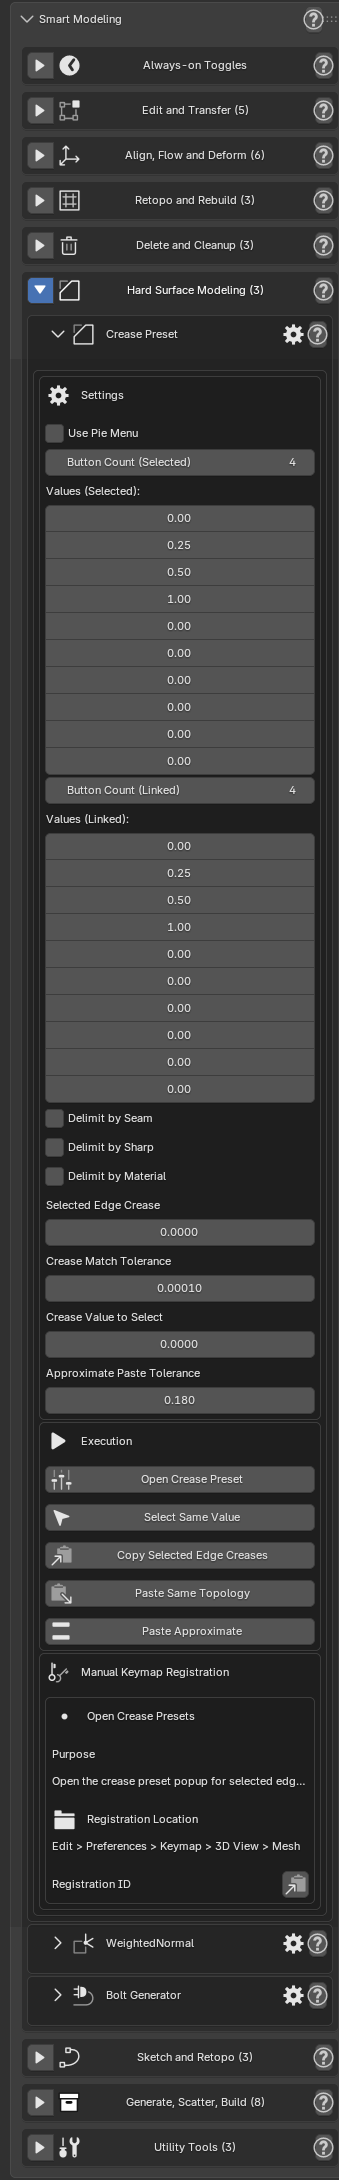 Smart Modeling
Always-on Toggles
Edit and Transfer (5)
Align, Flow and Deform (6)
Retopo and Rebuild (3)
Delete and Cleanup (3)
Hard Surface Modeling (3)
Crease Preset
Settings
Use Pie Menu
Button Count (Selected) 4
Values (Selected):
0.00
0.25
0.50
1.00
0.00
0.00
0.00
0.00
0.00
0.00
Button Count (Linked) 4
Values (Linked):
0.00
0.25
0.50
1.00
0.00
0.00
0.00
0.00
0.00
0.00
Delimit by Seam
Delimit by Sharp
Delimit by Material
Selected Edge Crease
0.0000
Crease Match Tolerance
0.00010
Crease Value to Select
0.0000
Approximate Paste Tolerance
0.180
Execution
Open Crease Preset
Select Same Value
Copy Selected Edge Creases
Paste Same Topology
Paste Approximate
Manual Keymap Registration
Open Crease Presets
Purpose
Open the crease preset popup for selected edg...
Registration Location
Edit > Preferences > Keymap > 3D View > Mesh
Registration ID
WeightedNormal
Bolt Generator
Sketch and Retopo (3)
Generate, Scatter, Build (8)
Utility Tools (3)